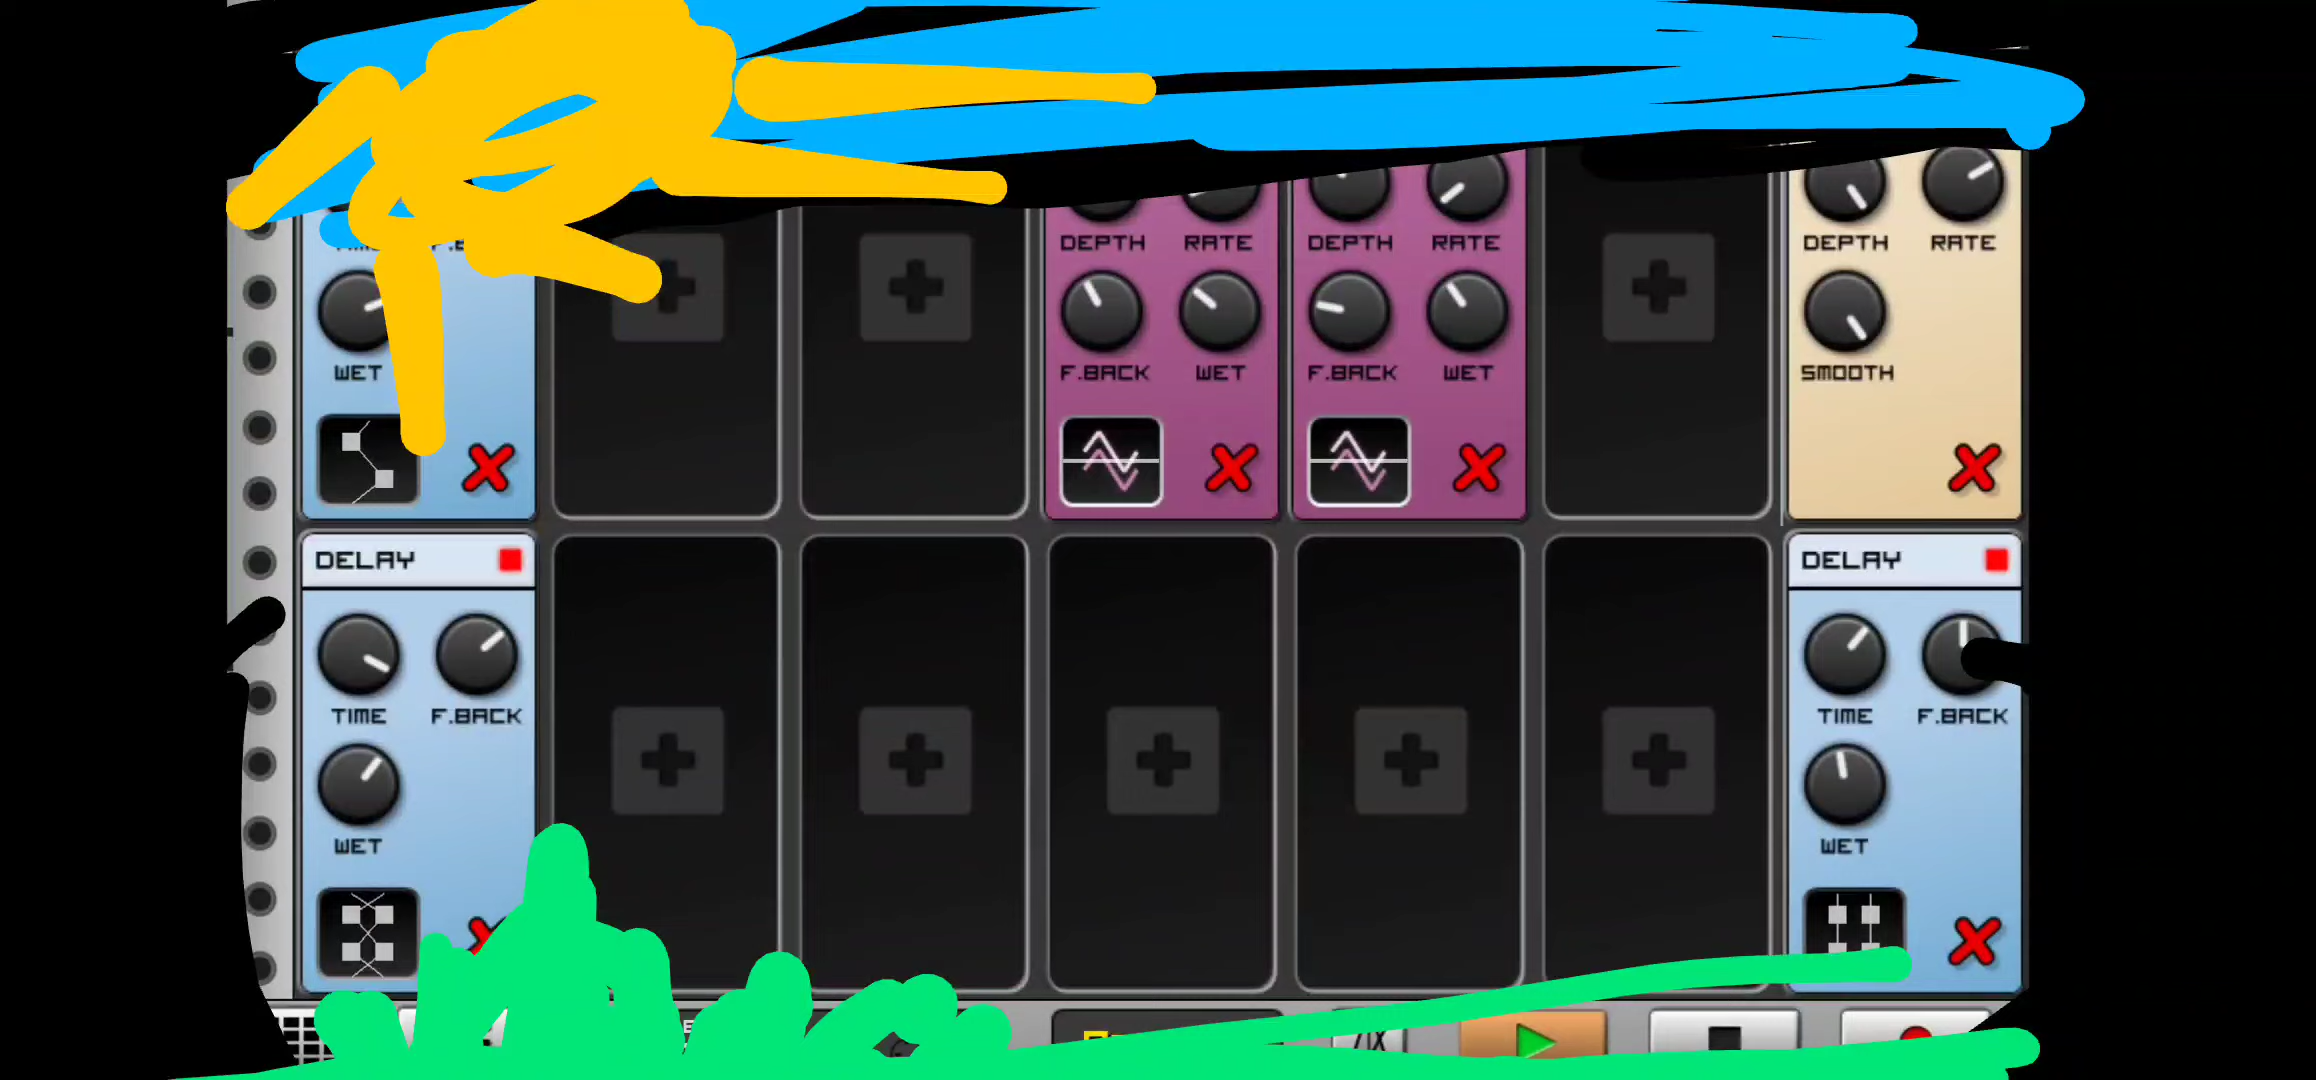 DEPTH RATE DEPTH RATE DEPTH RATE
WET F.BACK WET F.BACK WET SMOOTH
DELAY DELAY
TIME F.BACK TIME F.BACK
WET WET